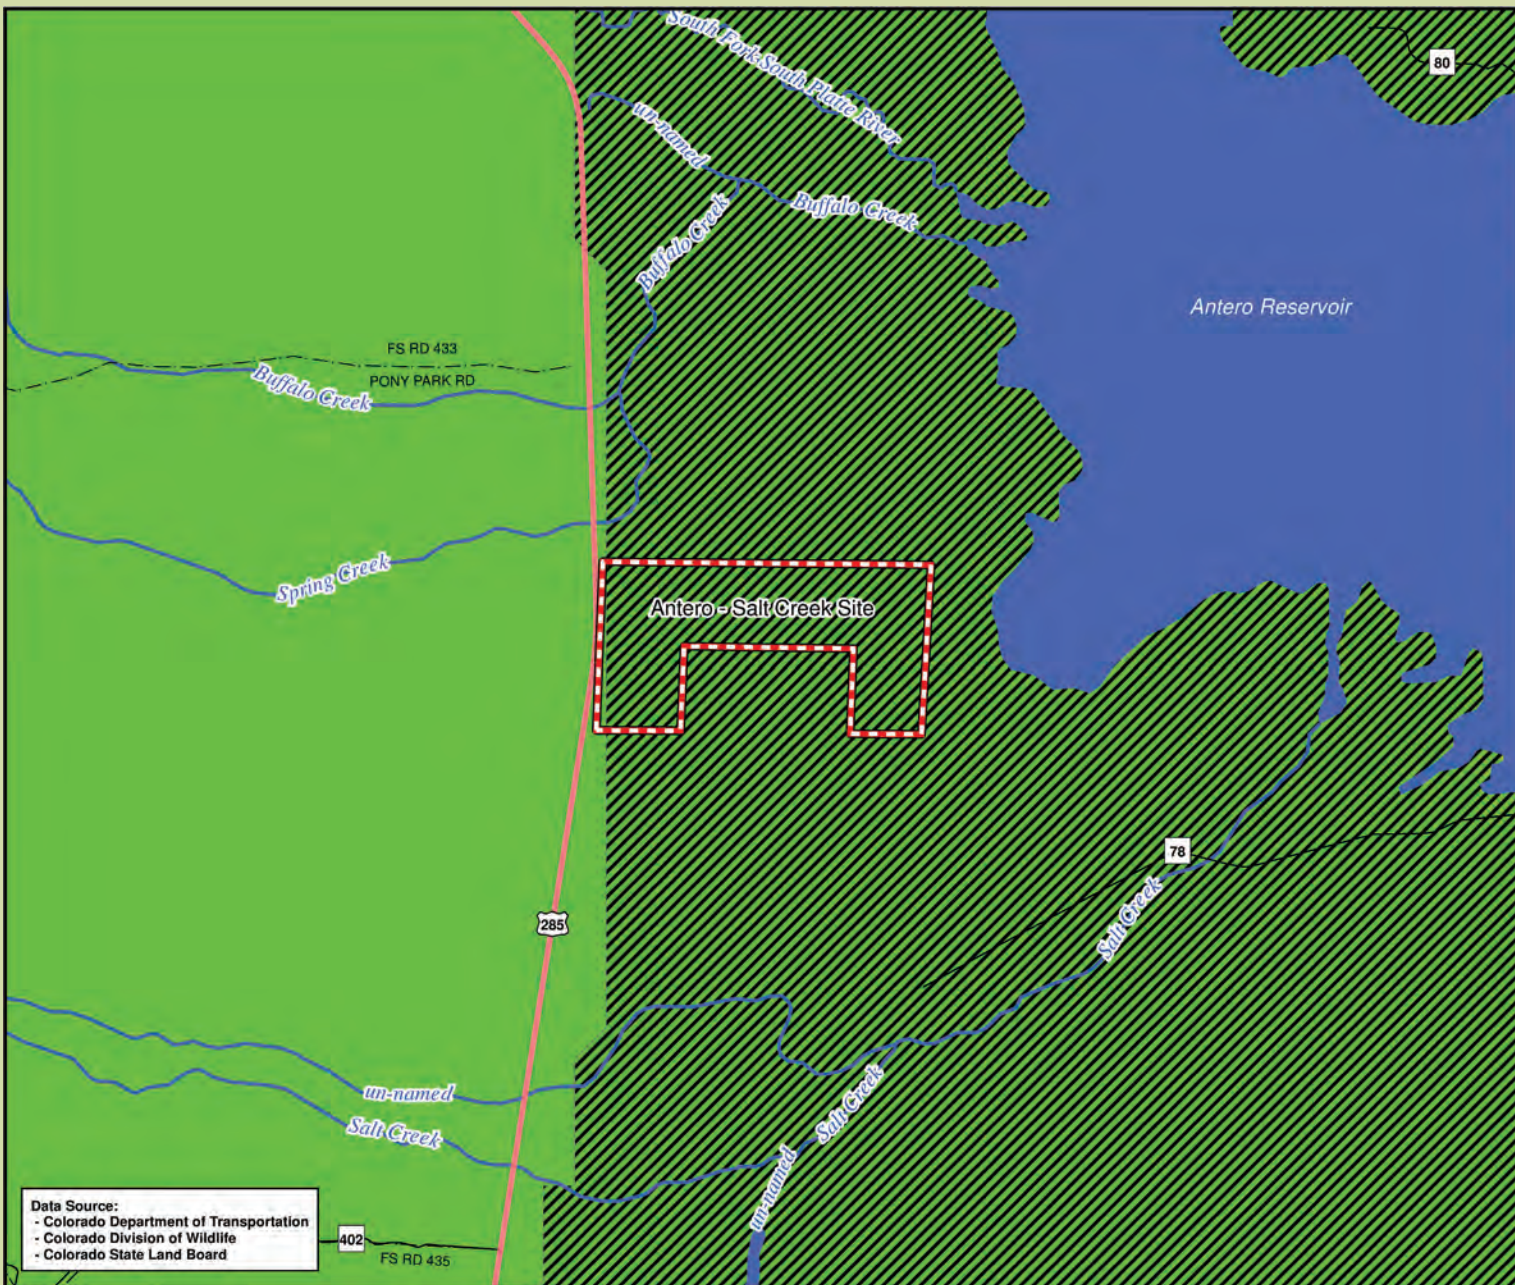 South Fork South Platte River
80
un-named
Buffalo Creek
Buffalo Creek
Antero Reservoir
FS RD 433
PONY PARK RD
Buffalo Creek
Spring Creek
Antero - Salt Creek Site
78
Salt Creek
285
un-named
Salt Creek
Salt Creek
un-named
Data Source:
- Colorado Department of Transportation
- Colorado Division of Wildlife
- Colorado State Land Board
402
FS RD 435